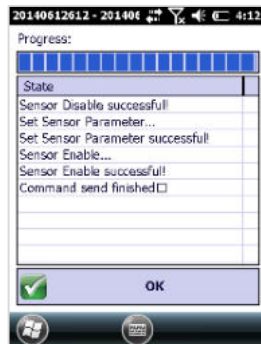 20140612612 - 201406 4:12
Progress:
State
Sensor Disable successful!
Set Sensor Parameter...
Set Sensor Parameter successful!
Sensor Enable...
Sensor Enable successful!
Command send finished□
OK